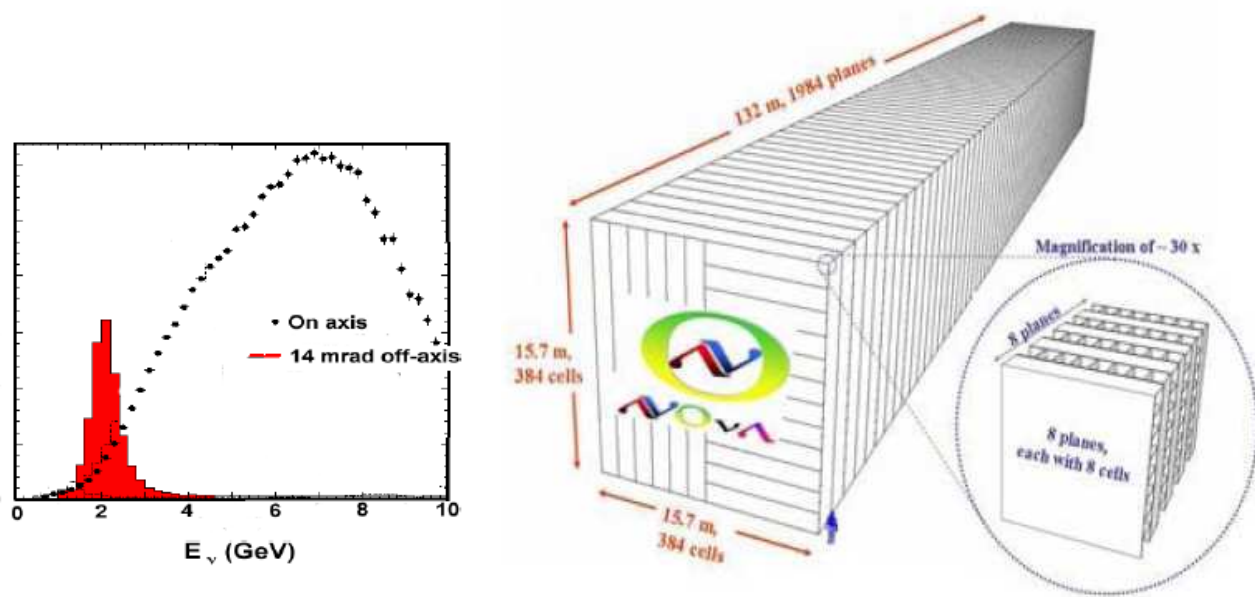 On axis
14 mrad off-axis
0 2 4 6 8 10
E ν (GeV)
132 m, 1984 planes
15.7 m,
384 cells
15.7 m,
384 cells
NOνA
Magnification of ~ 30 x
8 planes
8 planes,
each with 8 cells